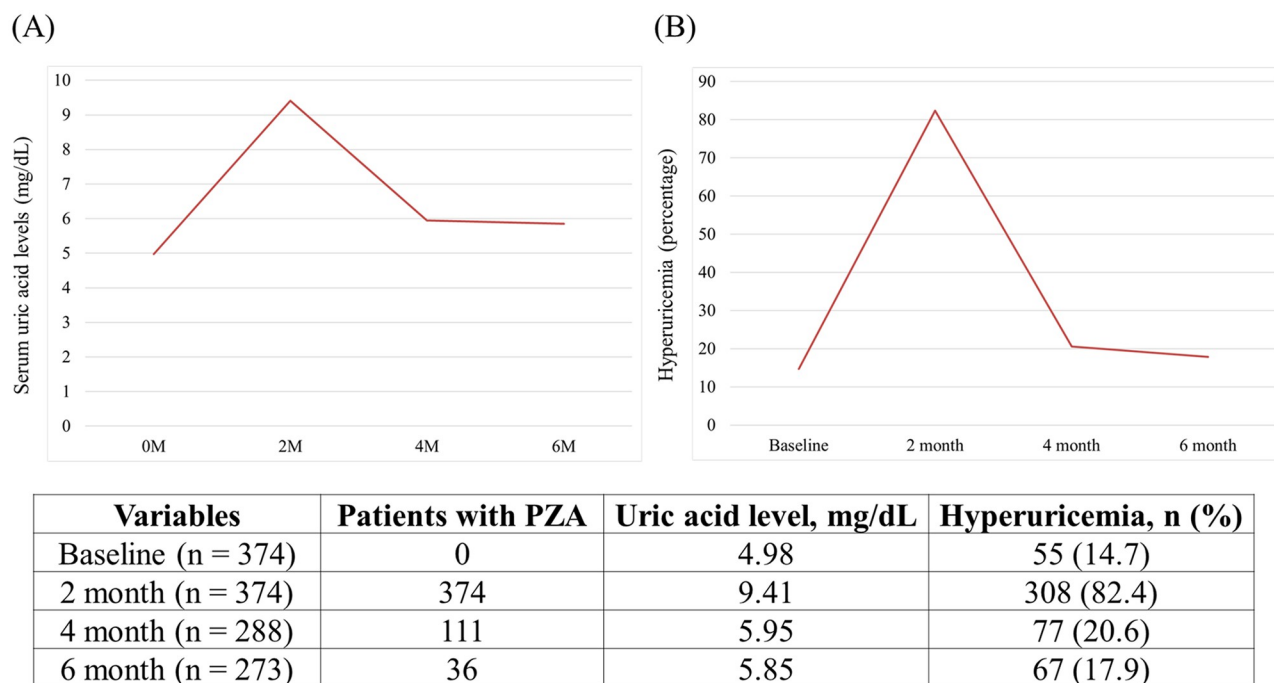 (A)
(B)
Serum uric acid levels (mg/dL)
10
9
8
7
6
5
4
3
2
1
0
0M 2M 4M 6M
Hyperuricemia (percentage)
90
80
70
60
50
40
30
20
10
0
Baseline 2 month 4 month 6 month
Variables Patients with PZA Uric acid level, mg/dL Hyperuricemia, n (%)
Baseline (n = 374) 0 4.98 55 (14.7)
2 month (n = 374) 374 9.41 308 (82.4)
4 month (n = 288) 111 5.95 77 (20.6)
6 month (n = 273) 36 5.85 67 (17.9)